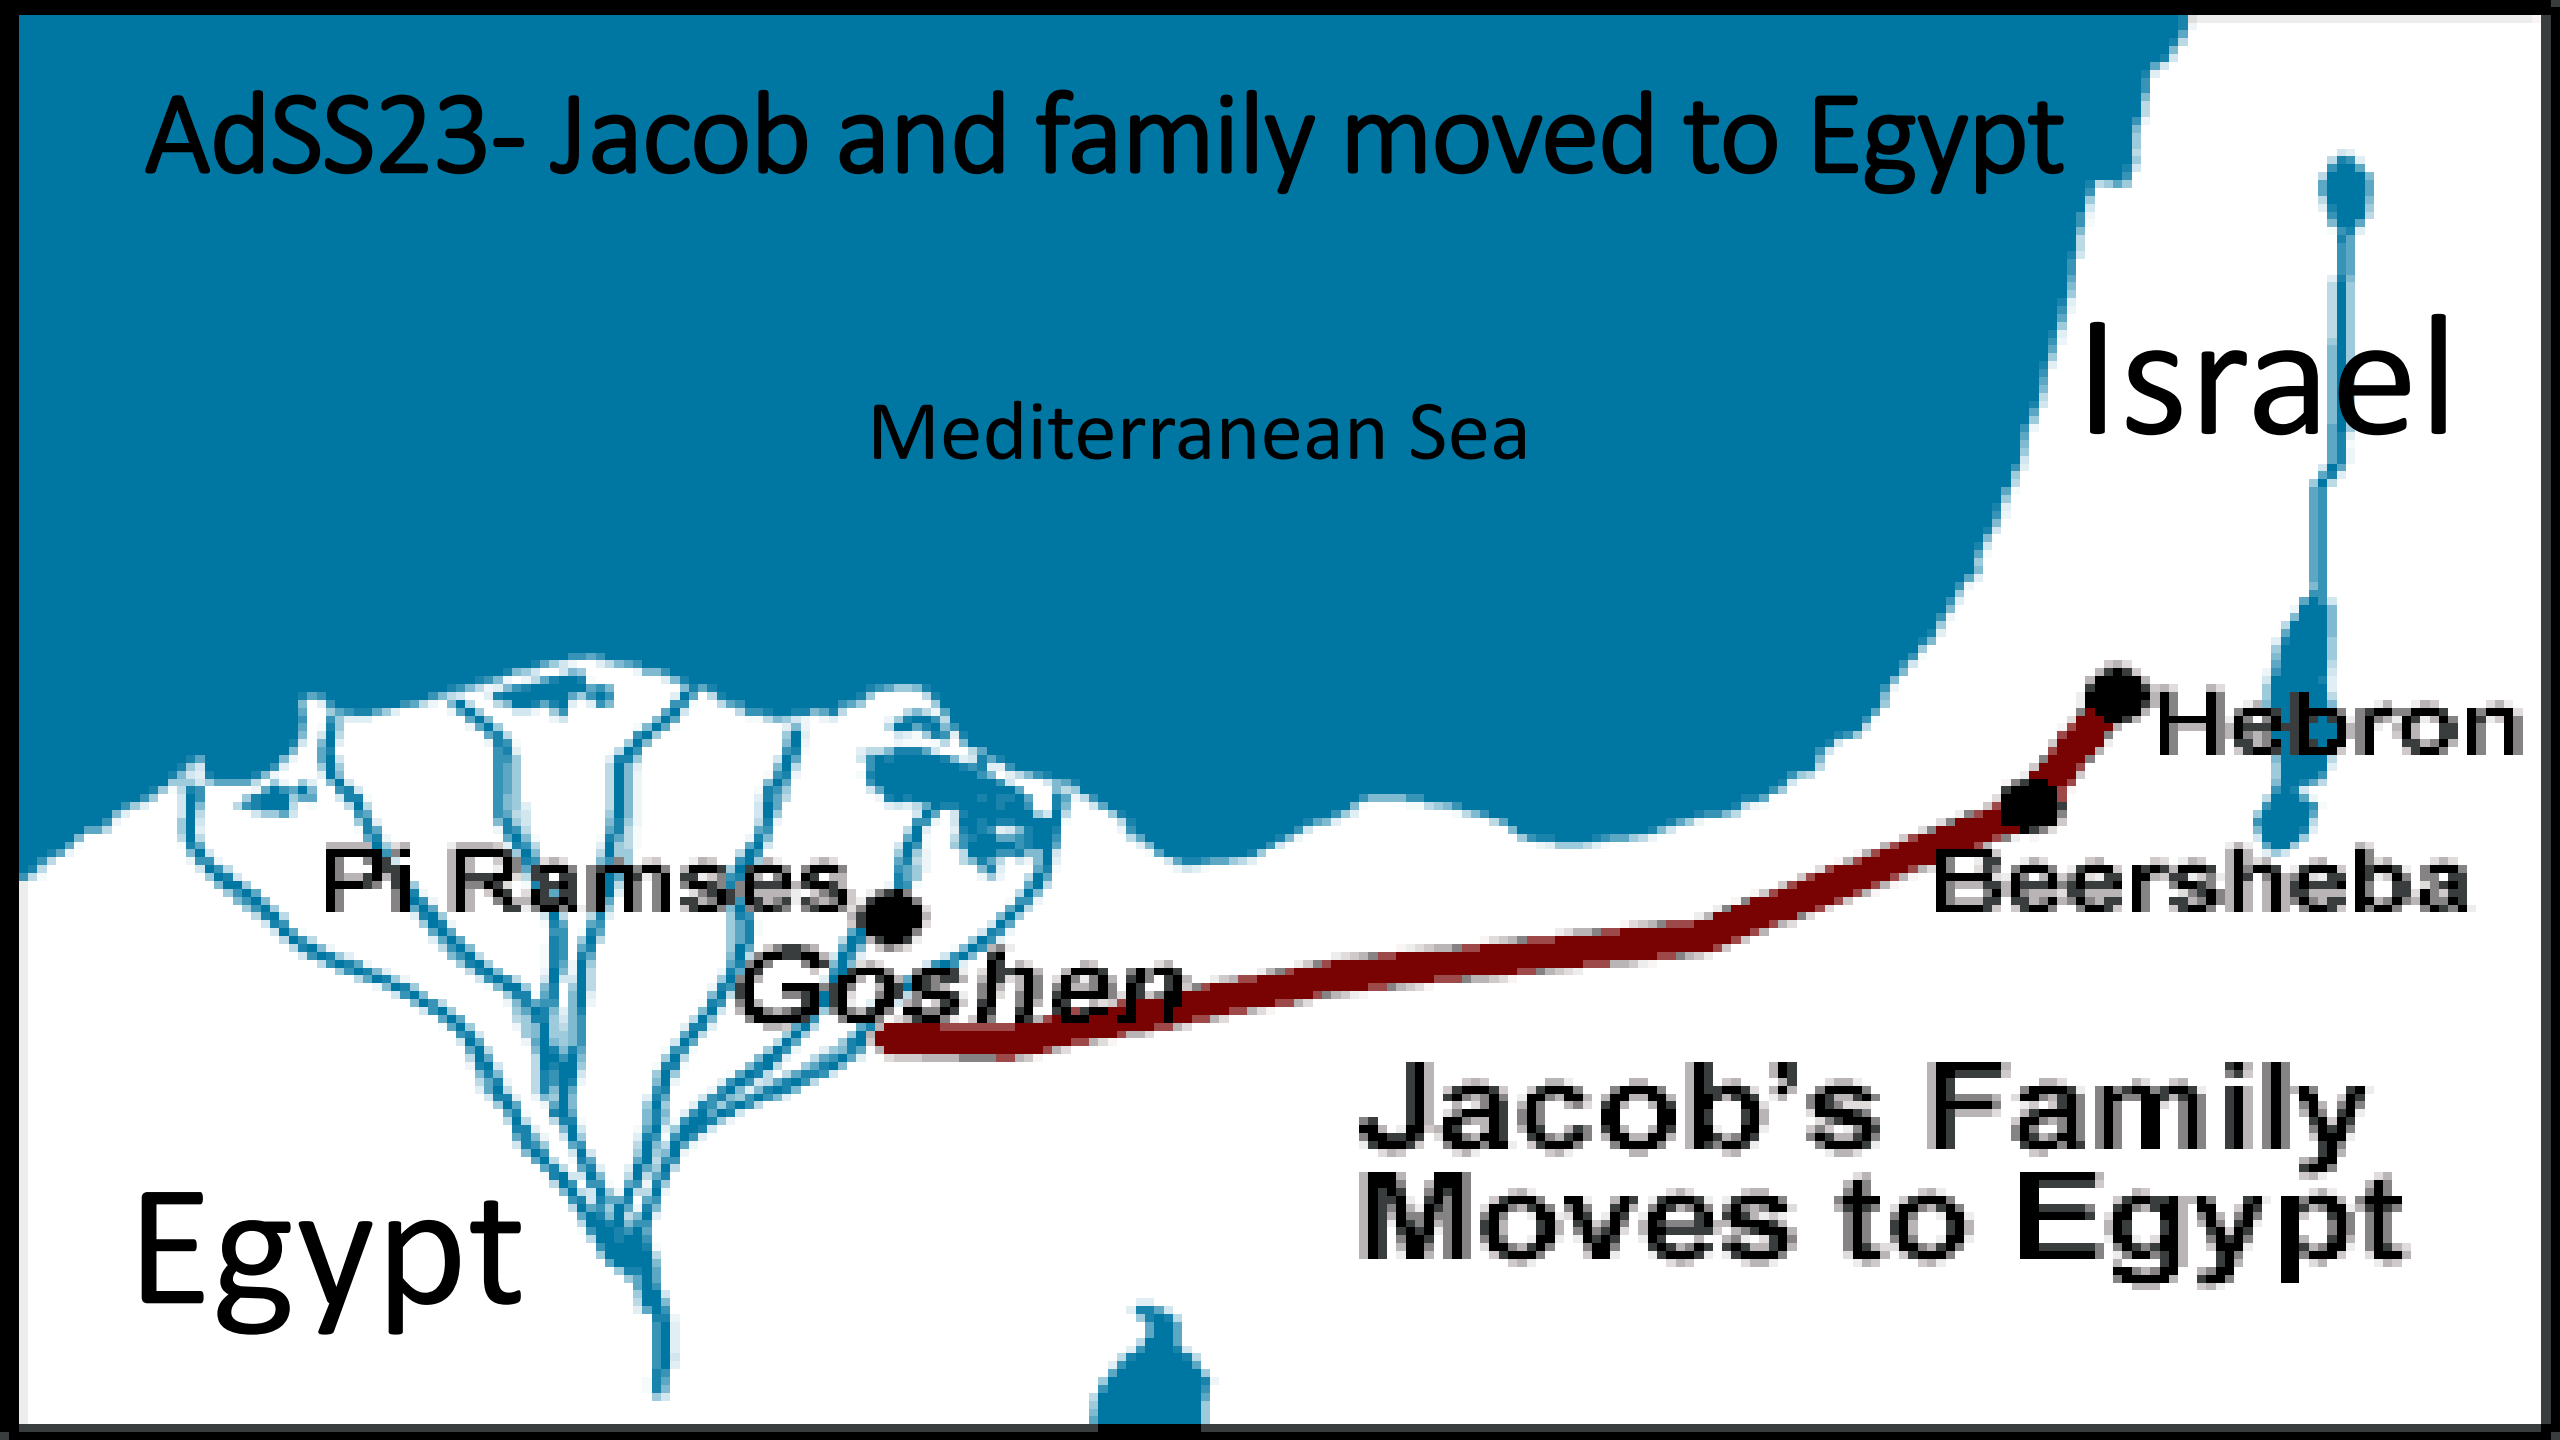 AdSS23- Jacob and family moved to Egypt
Israel
Mediterranean Sea
Hebron
Pi Ramses
Beersheba
Goshen
Jacob’s Family
Moves to Egypt
Egypt